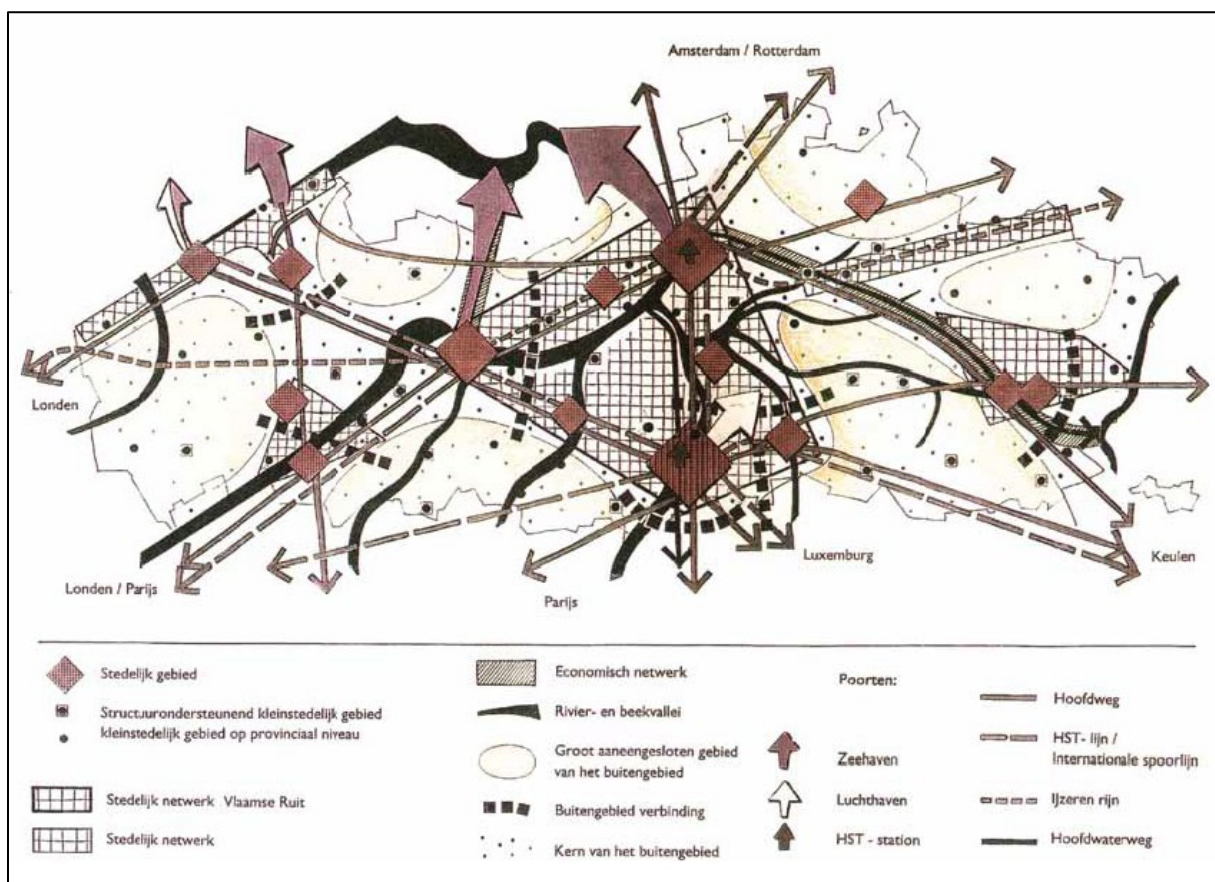 Amsterdam / Rotterdam
Londen
Londen / Parijs
Parijs
Luxemburg
Keulen
Stedelijk gebied
Structuurondersteunend kleinstedelijk gebied
kleinstedelijk gebied op provinciaal niveau
Stedelijk netwerk Vlaamse Ruit
Stedelijk netwerk
Economisch netwerk
Rivier- en beekvallei
Groot aaneengesloten gebied
van het buitengebied
Buitengebied verbinding
Kern van het buitengebied
Poorten:
Zeehaven
Luchthaven
HST - station
Hoofdweg
HST- lijn /
Internationale spoorlijn
IJzeren rijn
Hoofdwaterweg